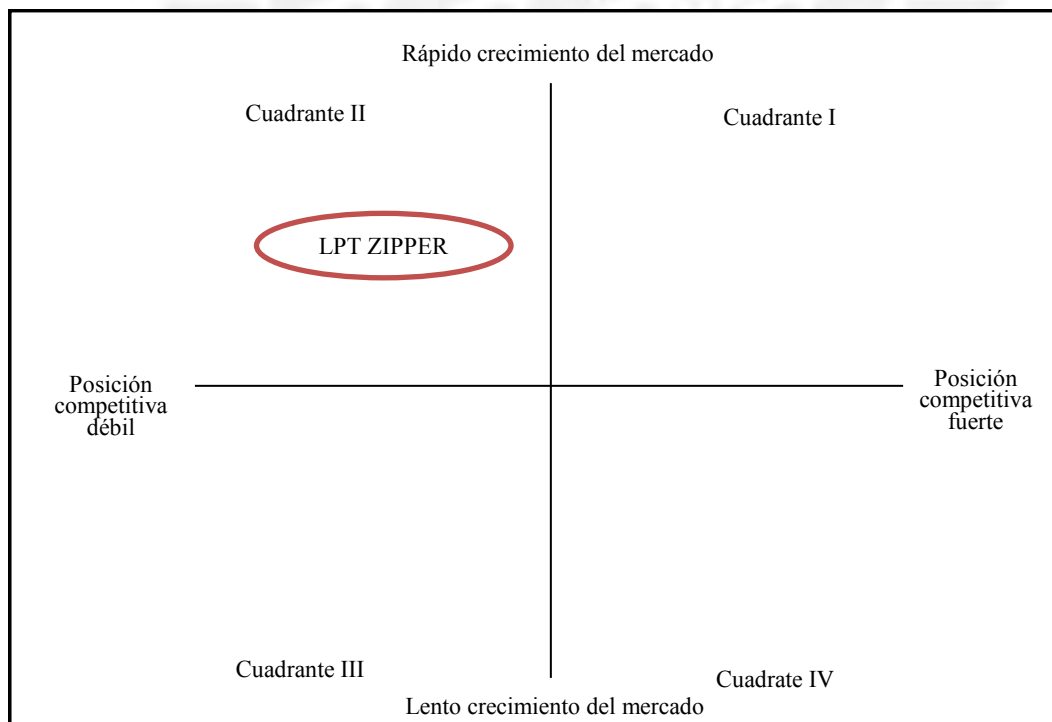 Rápido crecimiento del mercado
Cuadrante II
Cuadrante I
LPT ZIPPER
Posición
competitiva
débil
Posición
competitiva
fuerte
Cuadrante III
Cuadrate IV
Lento crecimiento del mercado